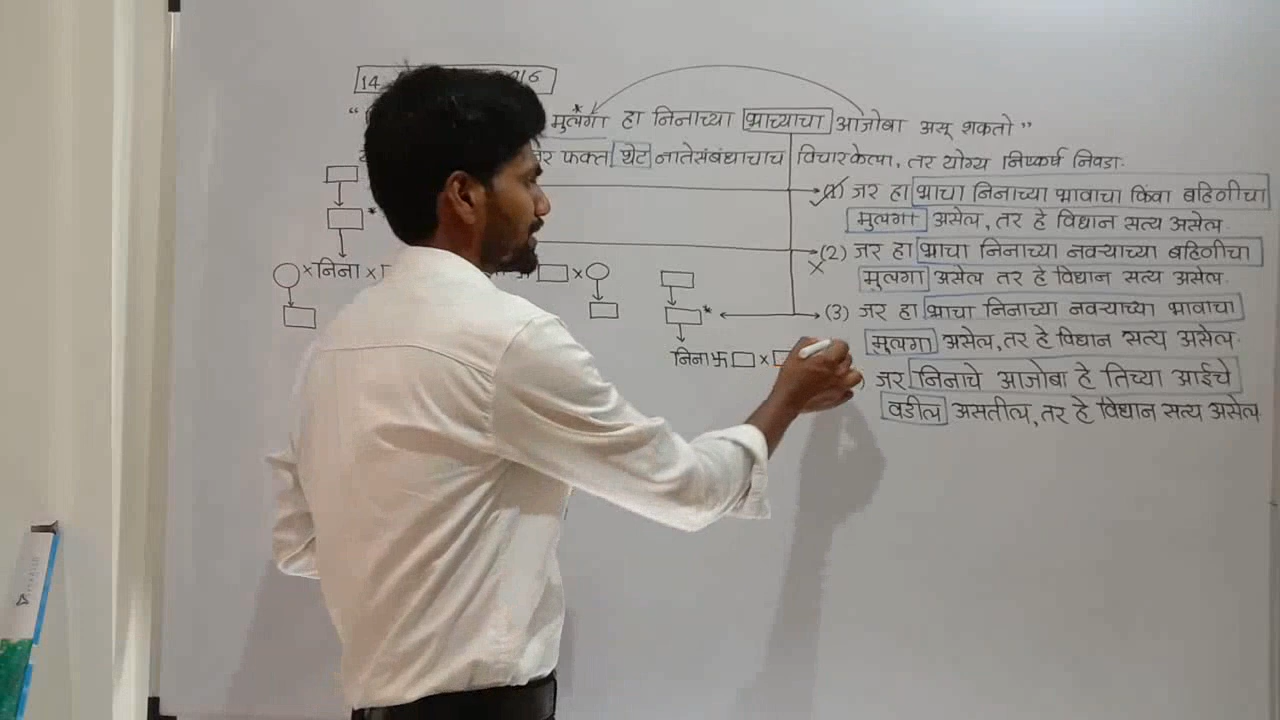 14 916
" मुलगा हा निनाच्या भाच्याचा आजोबा असू शकतो"
र फक्त थेट नातेसंबंधाचाच विचारकेल्या, तर योग्य निष्कर्ष निवडा.
(1) जर हा भाचा निनाच्या भावाचा किंवा बहिणीचा
मुलगा असेल, तर हे विधान सत्य असेल.
(2) जर हा भाचा निनाच्या नवऱ्याच्या बहिणीचा
मुलगा असेल तर हे विधान सत्य असेल.
(3) जर हा भाचा निनाच्या नवऱ्याच्या भावाचा
मुलगा असेल, तर हे विधान सत्य असेल.
जर निनाचे आजोबा हे तिच्या आईचे
वडील असतील, तर हे विधान सत्य असेल.
निना
निना